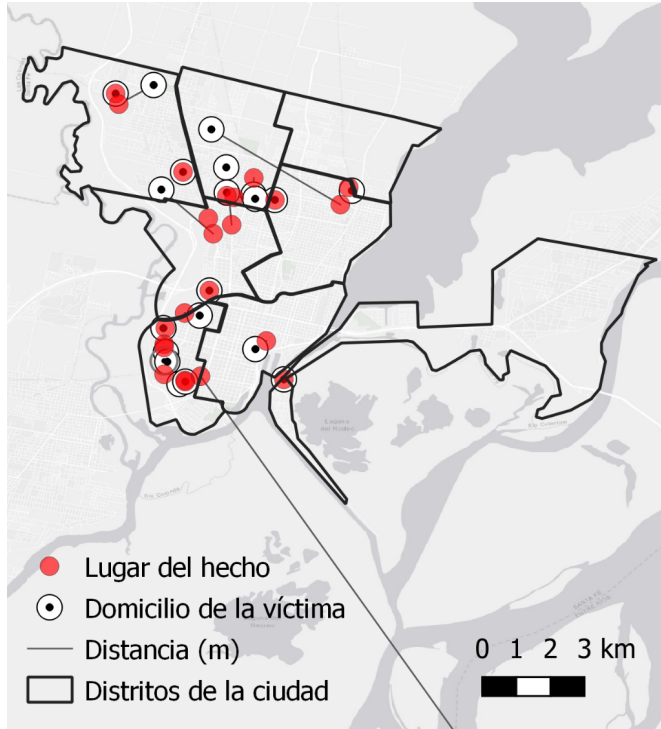 Lugar del hecho
Domicilio de la víctima
Distancia (m)
Distritos de la ciudad
0 1 2 3 km